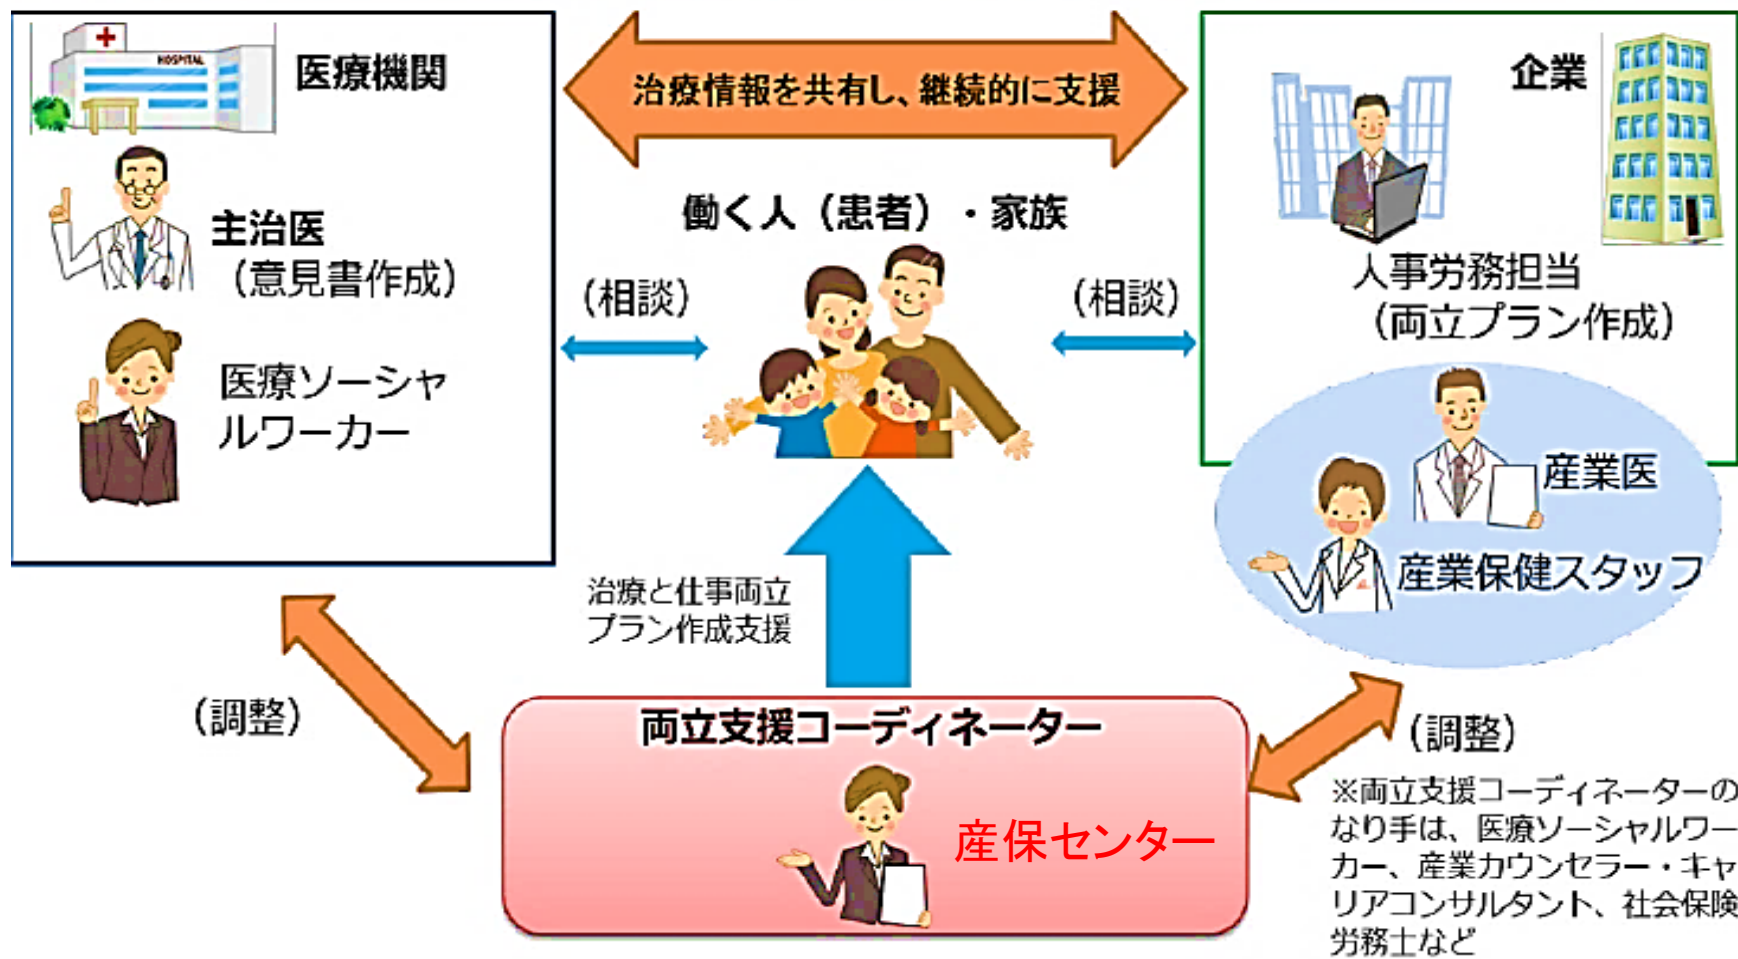 HOSPITAL
医療機関
治療情報を共有し、継続的に支援
企業
主治医
（意見書作成）
医療ソーシャ
ルワーカー
働く人（患者）・家族
（相談）
（相談）
人事労務担当
（両立プラン作成）
産業医
産業保健スタッフ
治療と仕事両立
プラン作成支援
（調整）
両立支援コーディネーター
産保センター
（調整）
※両立支援コーディネーターの
なり手は、医療ソーシャルワー
カー、産業カウンセラー・キャ
リアコンサルタント、社会保険
労務士など